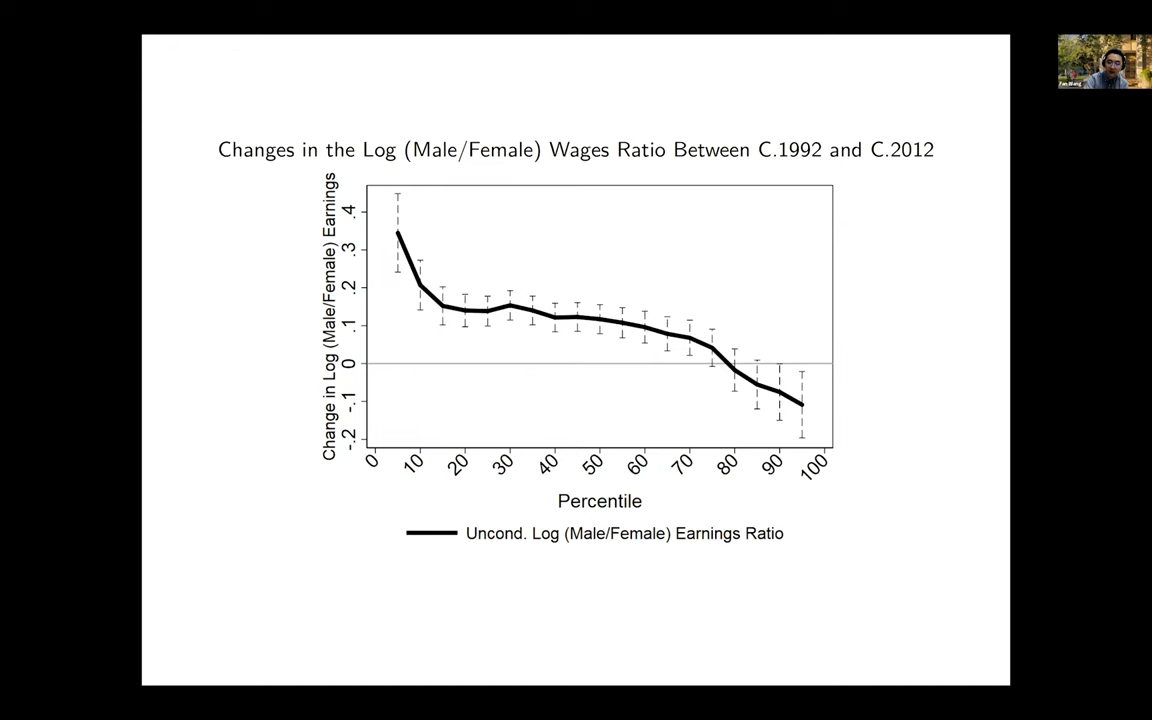 Changes in the Log (Male/Female) Wages Ratio Between C.1992 and C.2012
Change in Log (Male/Female) Earnings
.4
.3
.2
.1
0
-.1
-.2
0 10 20 30 40 50 60 70 80 90 100
Percentile
Uncond. Log (Male/Female) Earnings Ratio
Fan Wang